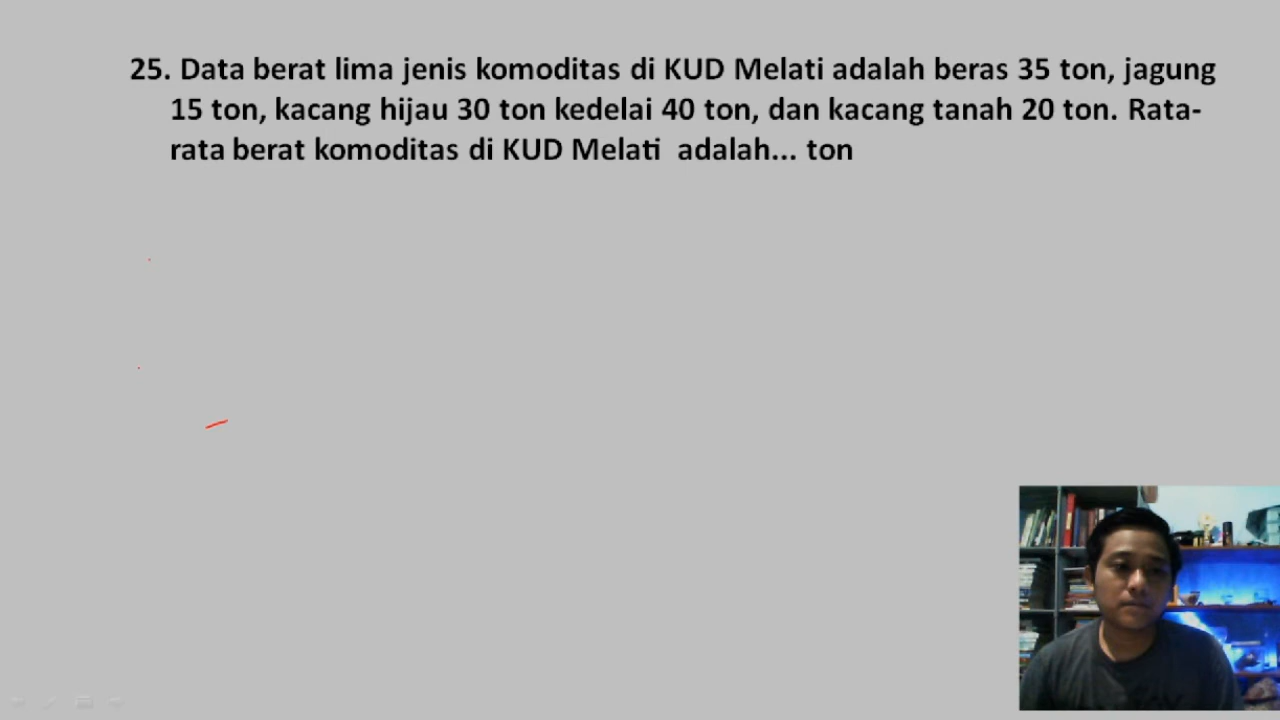 25. Data berat lima jenis komoditas di KUD Melati adalah beras 35 ton, jagung
15 ton, kacang hijau 30 ton kedelai 40 ton, dan kacang tanah 20 ton. Rata-
rata berat komoditas di KUD Melati adalah... ton